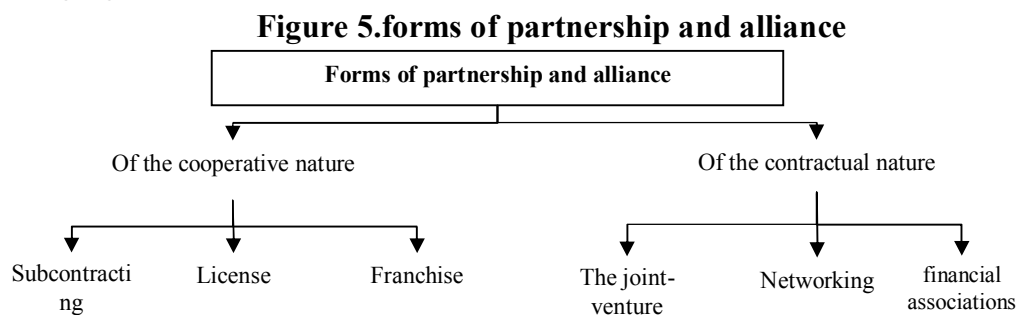 Figure 5.forms of partnership and alliance
Forms of partnership and alliance
Of the cooperative nature
Of the contractual nature
Subcontracti
ng
License
Franchise
The joint-
venture
Networking
financial
associations